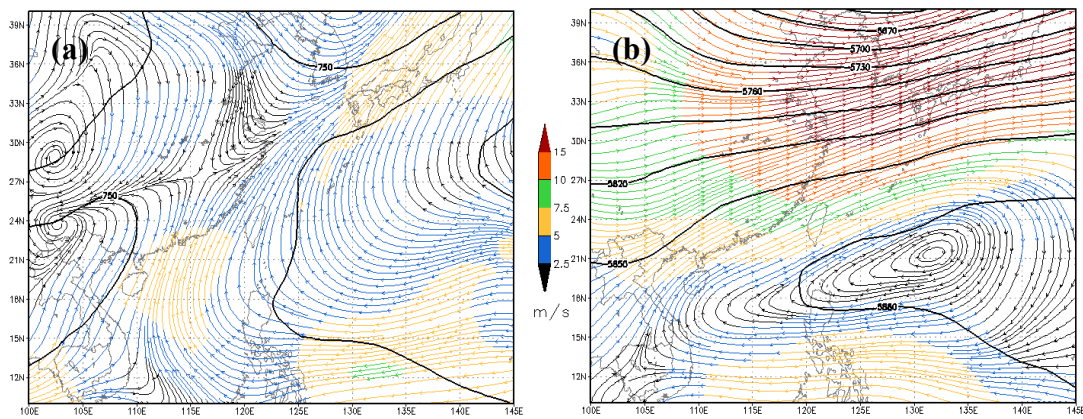 (a)
39N
36N
33N
30N
27N
24N
21N
18N
15N
12N
750
750
100E 105E 110E 115E 120E 125E 130E 135E 140E 145E
15
10
7.5
5
2.5
m/s
(b)
39N
36N
33N
30N
27N
24N
21N
18N
15N
12N
5670
5700
5730
5760
5820
5850
5880
100E 105E 110E 115E 120E 125E 130E 135E 140E 145E